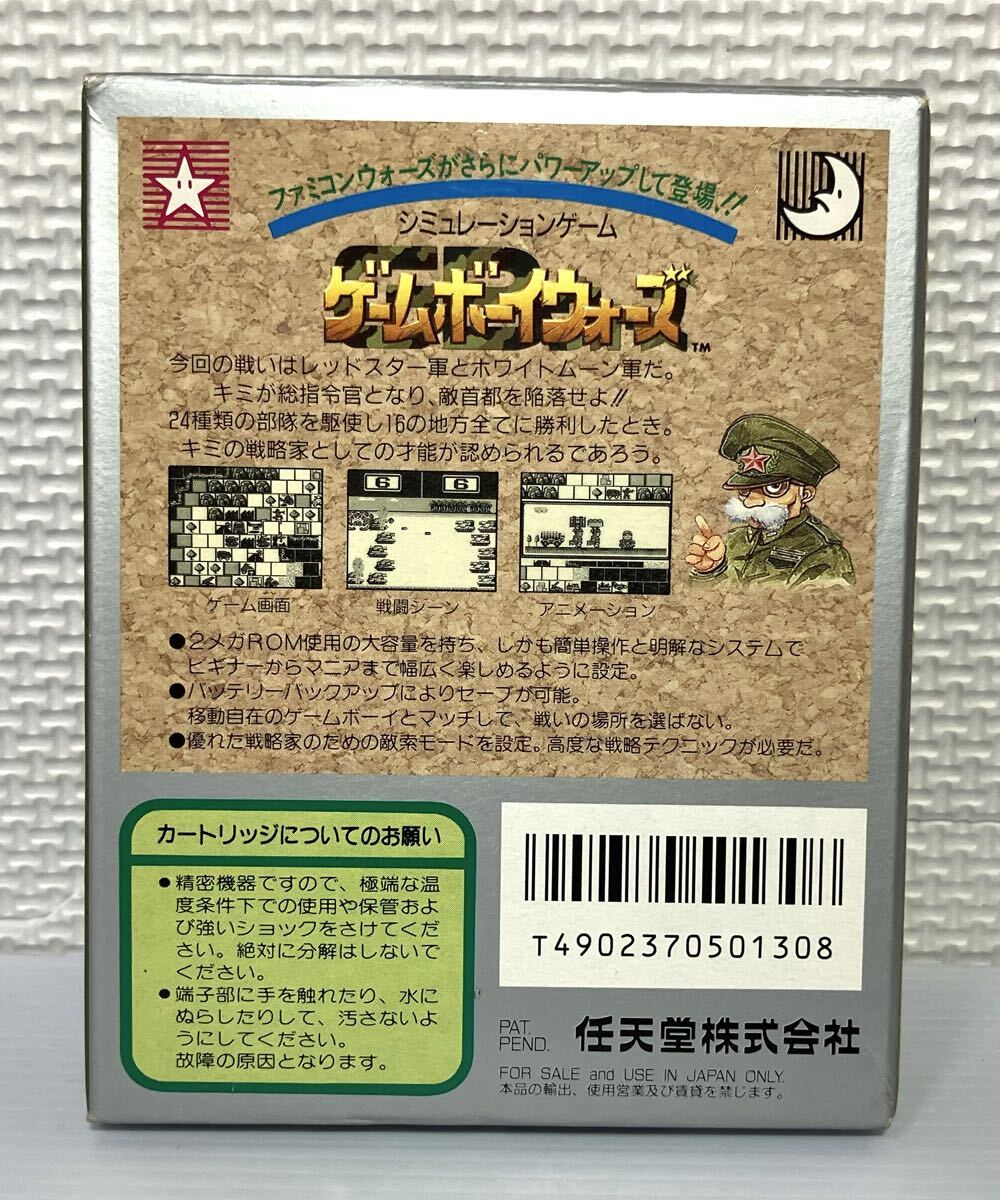 ファミコンウォーズがさらにパワーアップして登場!!
シミュレーションゲーム
GB
ゲームボーイウォーズ
TM
今回の戦いはレッドスター軍とホワイトムーン軍だ。
キミが総指令官となり、敵首都を陥落せよ!!
24種類の部隊を駆使し16の地方全てに勝利したとき。
キミの戦略家としての才能が認められるであろう。
6 6
ゲーム画面 戦闘シーン アニメーション
●2メガROM使用の大容量を持ち、しかも簡単操作と明解なシステムで
ビギナーからマニアまで幅広く楽しめるように設定。
●バッテリーバックアップによりセーブが可能。
移動自在のゲームボーイとマッチして、戦いの場所を選ばない。
●優れた戦略家のための敵索モードを設定。高度な戦略テクニックが必要だ。
カートリッジについてのお願い
●精密機器ですので、極端な温
度条件下での使用や保管およ
び強いショックをさけてくだ
さい。絶対に分解はしないで
ください。
●端子部に手を触れたり、水に
ぬらしたりして、汚さないよ
うにしてください。
故障の原因となります。
T4902370501308
PAT.
PEND.
任天堂株式会社
FOR SALE and USE IN JAPAN ONLY.
本品の輸出、使用営業及び賃貸を禁じます。